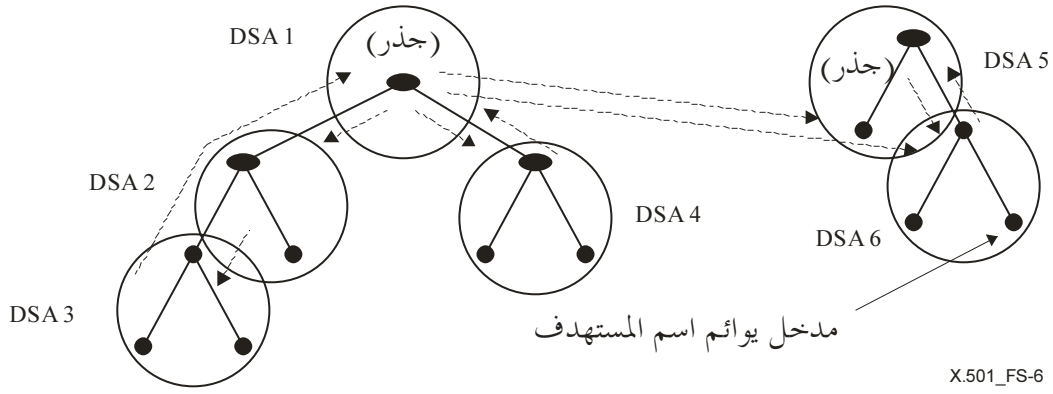 DSA 1
(جذر)
DSA 5
(جذر)
DSA 2
DSA 4
DSA 6
DSA 3
مدخل يوائم اسم المستهدف
X.501_FS-6